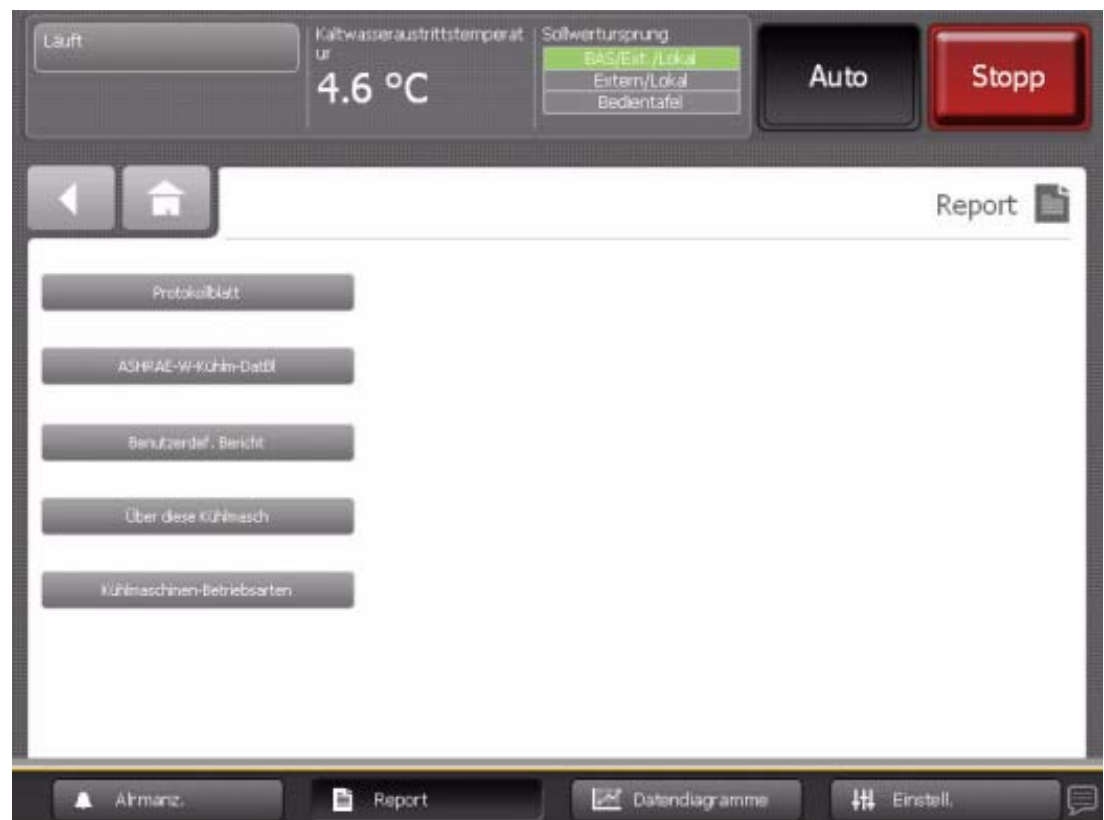 Läuft
Kaltwasseraustrittstemperat
ur
4.6 °C
Sollwertursprung
BAS/Ext./Lokal
Extern/Lokal
Bedientafel
Auto
Stopp
Report
Protokollblatt
ASHRAE-W-Kühlm-DatBl
Benutzerdef. Bericht
Über diese Kühlmasch
Kühlmaschinen-Betriebsarten
Alrmanz.
Report
Datendiagramme
Einstell.